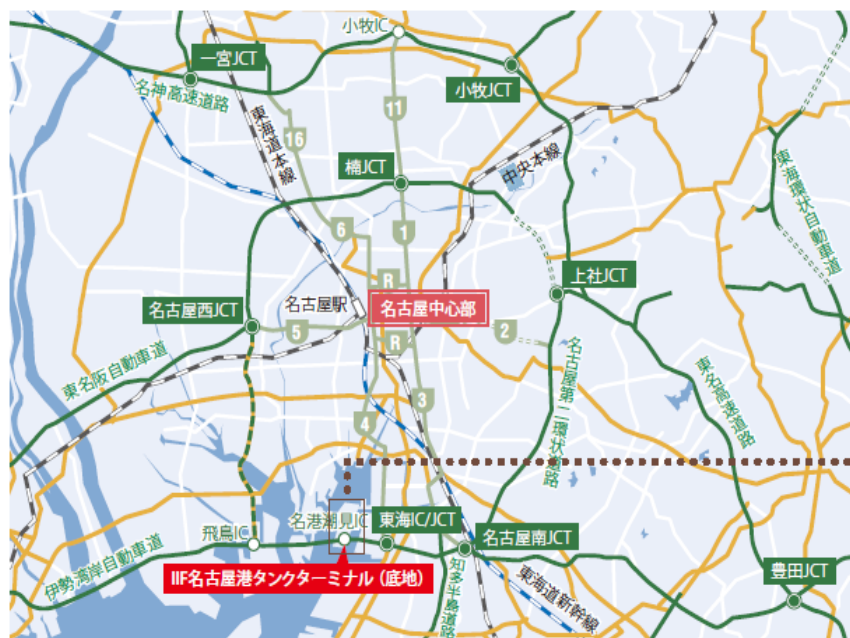 小牧IC
一宮JCT
小牧JCT
名神高速道路
11
東海道本線
16
中央本線
東海環状自動車道
楠JCT
6
1
R
上社JCT
名古屋駅
名古屋中心部
名古屋西JCT
5
2
R
名古屋第二環状道路
東名高速道路
東名阪自動車道
3
4
飛島IC
名港潮見IC
東海IC/JCT
名古屋南JCT
伊勢湾岸自動車道
IIF名古屋港タンクターミナル（底地）
知多半島道路
東海道新幹線
豊田JCT